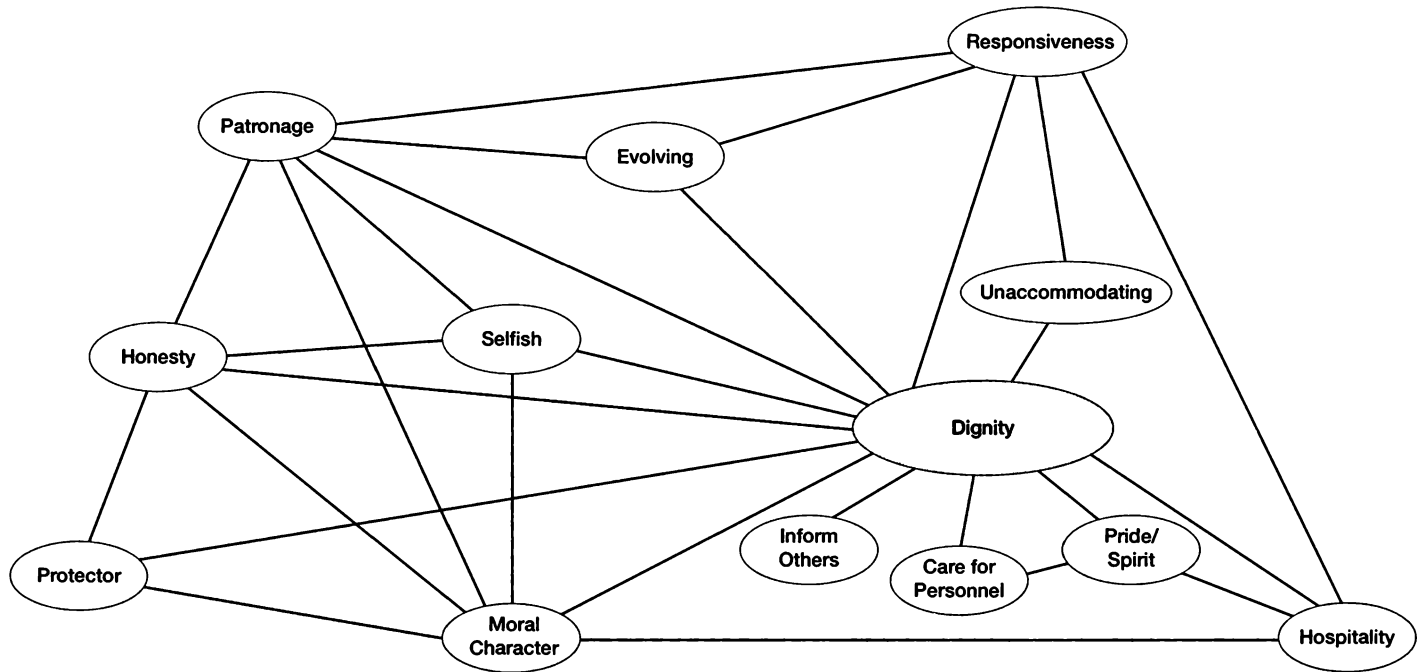 Responsiveness
Patronage
Evolving
Unaccommodating
Honesty
Selfish
Dignity
Inform
Others
Pride/
Spirit
Care for
Personnel
Protector
Moral
Character
Hospitality